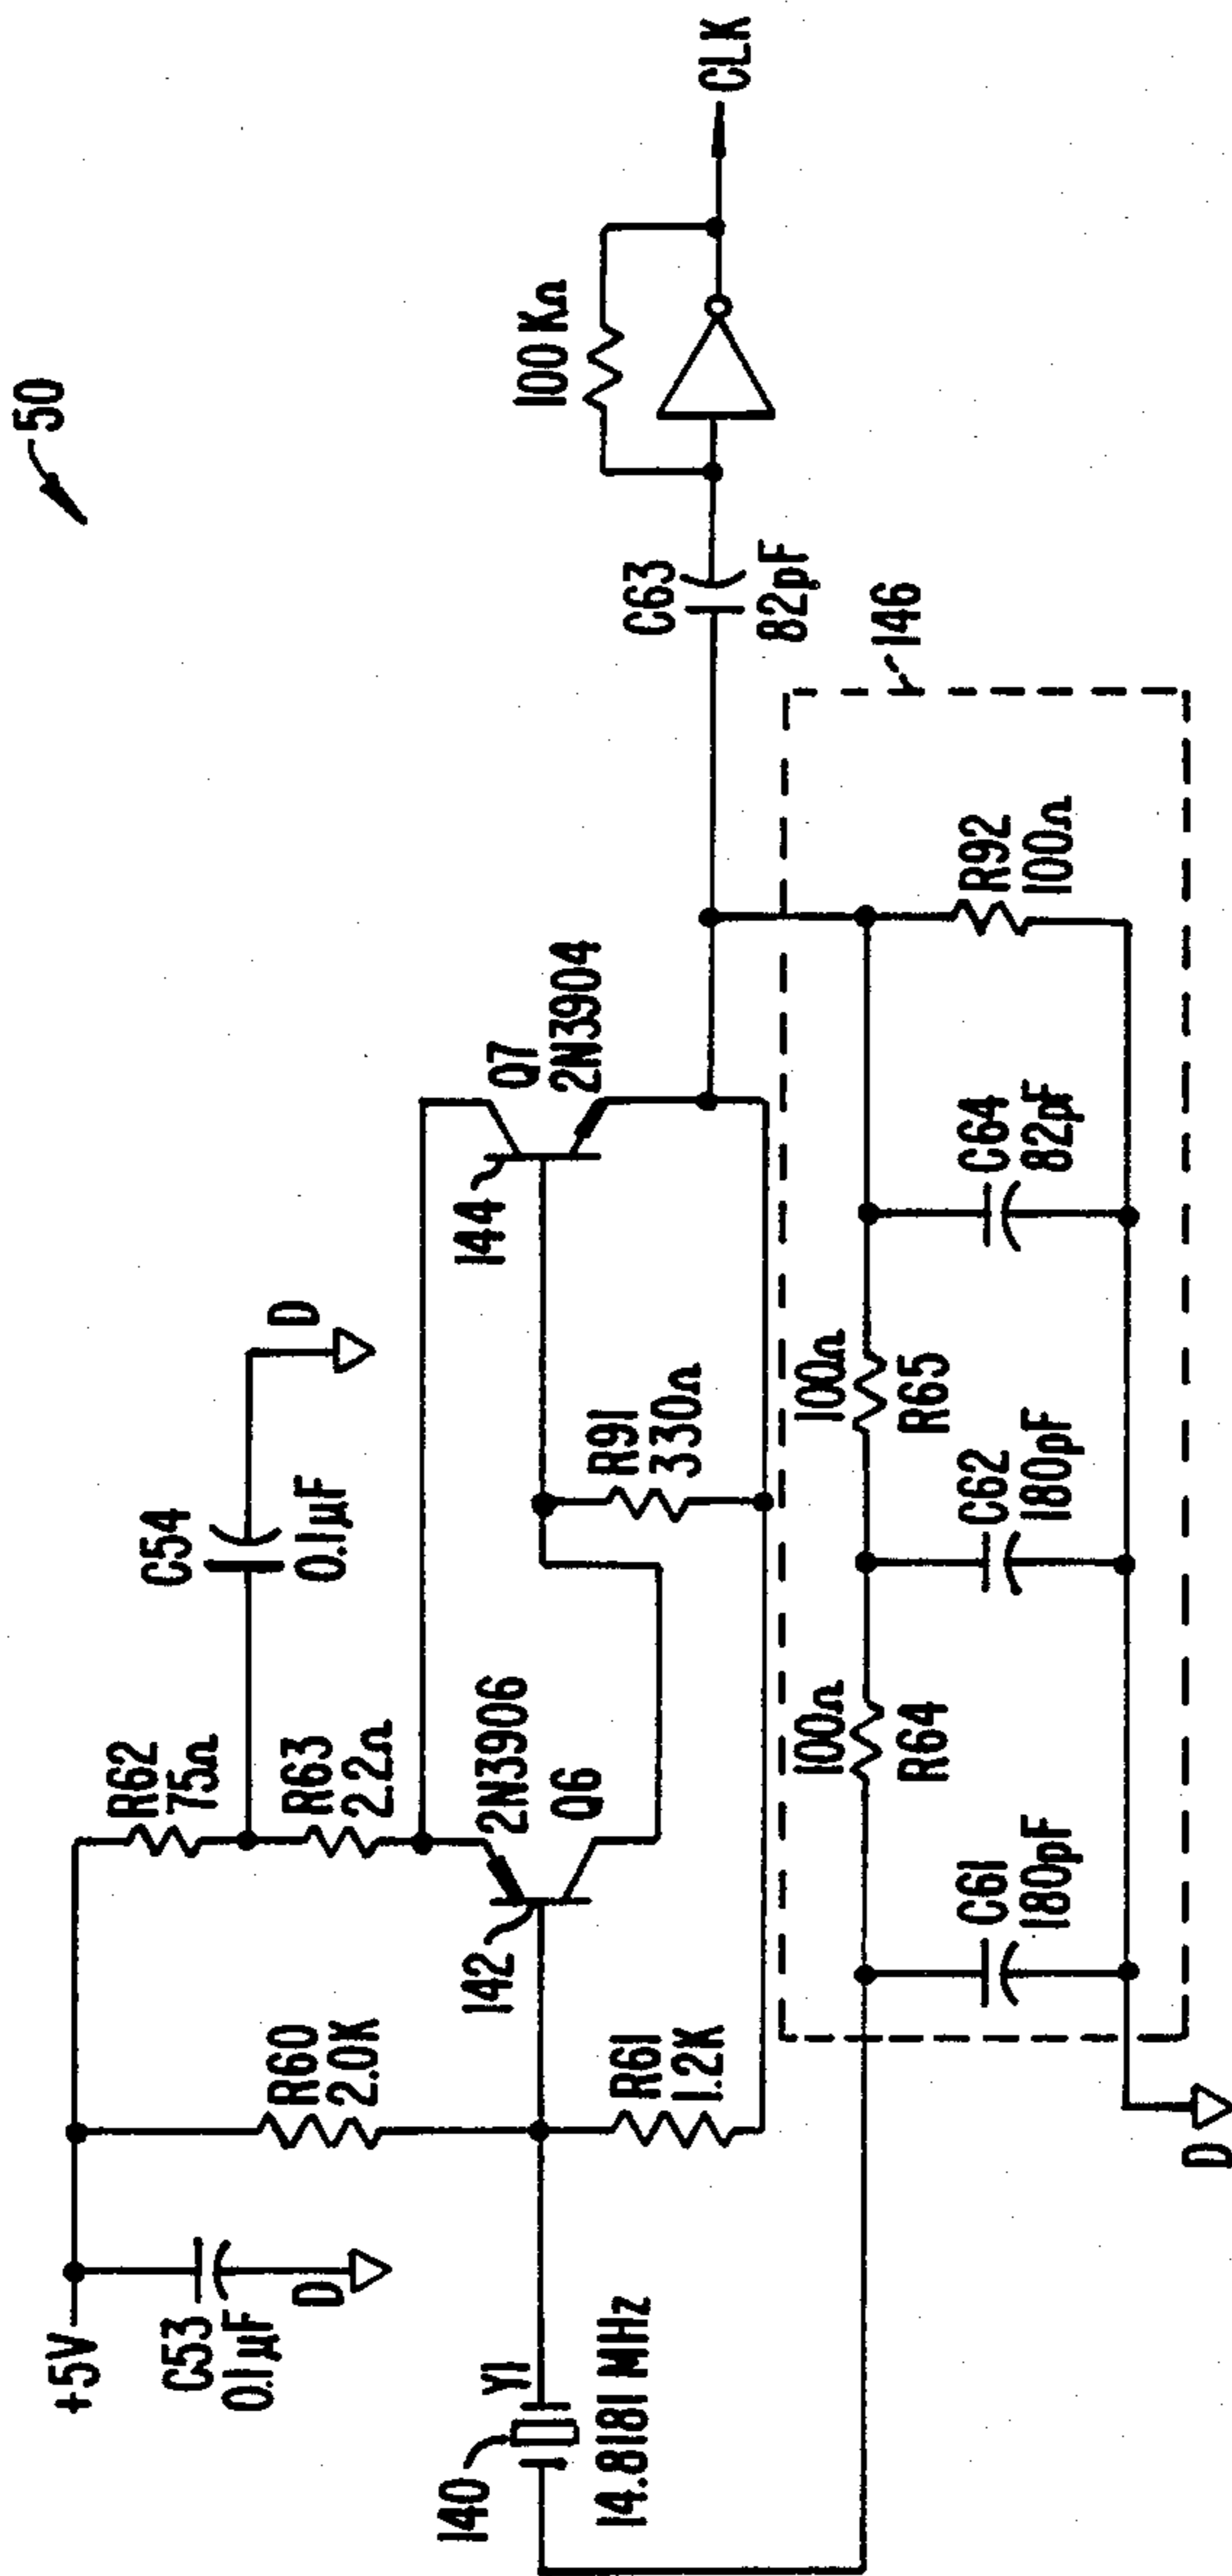 50
+5V
C53
0.1µF
D
R60
2.0K
R62
75Ω
R63
2.2Ω
C54
0.1µF
D
140
Y1
14.8181 MHz
142
2N3906
Q6
R61
1.2K
R91
330Ω
144
Q7
2N3904
C63
82pF
100 KΩ
CLK
146
C61
180pF
100Ω
R64
C62
180pF
100Ω
R65
C64
82pF
R92
100Ω
D